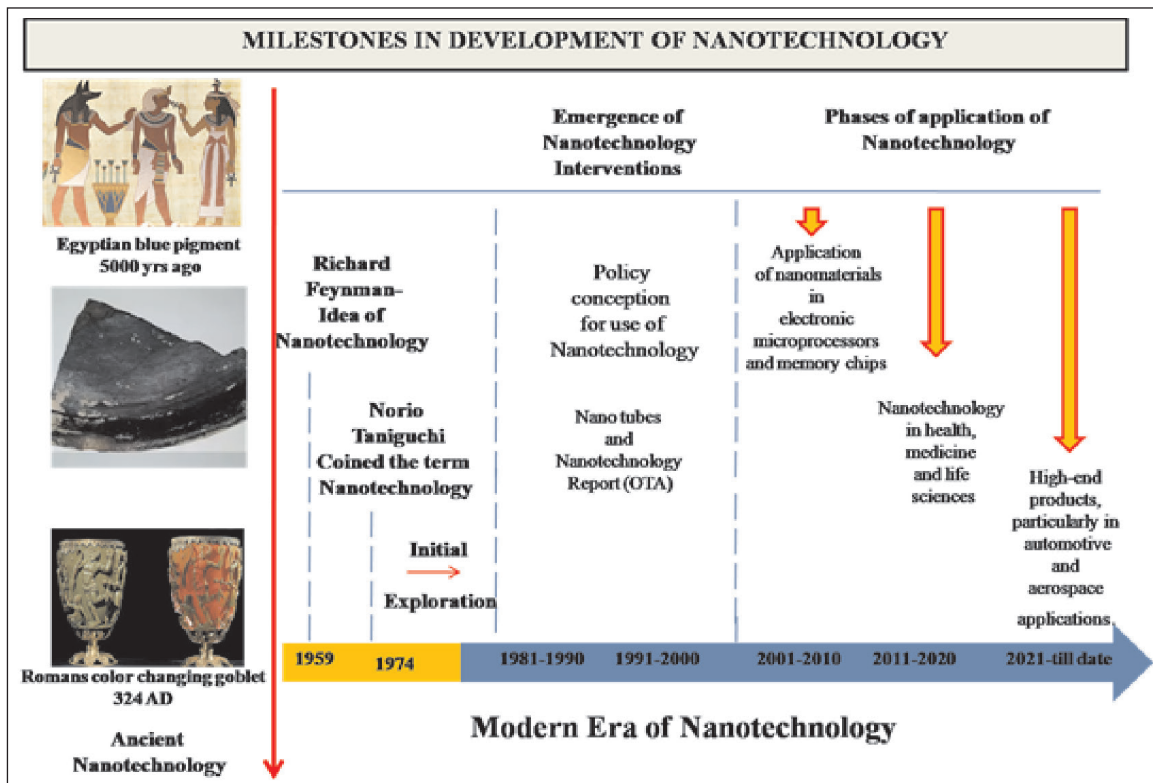 MILESTONES IN DEVELOPMENT OF NANOTECHNOLOGY
Egyptian blue pigment
5000 yrs ago
Romans color changing goblet
324 AD
Ancient
Nanotechnology
Richard
Feynman-
Idea of
Nanotechnology
Norio
Taniguchi
Coined the term
Nanotechnology
Initial
Exploration
Emergence of
Nanotechnology
Interventions
Policy
conception
for use of
Nanotechnology
Nano tubes
and
Nanotechnology
Report (OTA)
Phases of application of
Nanotechnology
Application
of nanomaterials
in
electronic
microprocessors
and memory chips
Nanotechnology
in health,
medicine
and life
sciences
High-end
products,
particularly in
automotive
and
aerospace
applications.
1959
1974
1981-1990
1991-2000
2001-2010
2011-2020
2021-till date
Modern Era of Nanotechnology